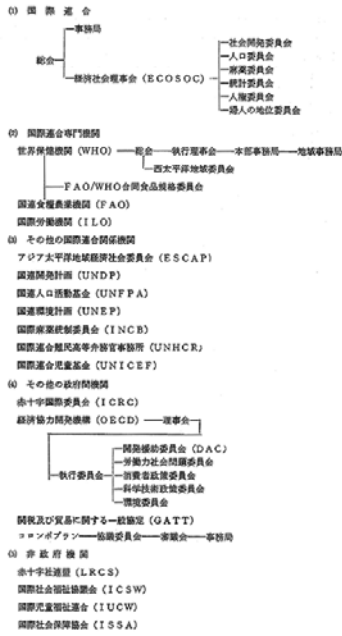 (1) 国際連合
事務局
総会
経済社会理事会（ECOSOC）
社会開発委員会
人口委員会
麻薬委員会
統計委員会
人権委員会
婦人の地位委員会
(2) 国際連合専門機関
世界保健機関（WHO） 総会 執行理事会 本部事務局 地域事務局
西太平洋地域委員会
FAO/WHO合同食品規格委員会
国連食糧農業機関（FAO）
国際労働機関（ILO）
(3) その他の国際連合関係機関
アジア太平洋地域経済社会委員会（ESCAP）
国連開発計画（UNDP）
国連人口活動基金（UNFPA）
国連環境計画（UNEP）
国際麻薬統制委員会（INCB）
国際連合難民高等弁務官事務所（UNHCR）
国際連合児童基金（UNICEF）
(4) その他の政府間機関
赤十字国際委員会（ICRC）
経済協力開発機構（OECD） 理事会
執行委員会
開発援助委員会（DAC）
労働力社会問題委員会
消費者政策委員会
科学技術政策委員会
環境委員会
関税及び貿易に関する一般協定（GATT）
コロンボプラン 協議委員会 審議会 事務局
(5) 非政府機関
赤十字社連盟（LRCS）
国際社会福祉協議会（ICSW）
国際児童福祉連合（IUCW）
国際社会保障協会（ISSA）